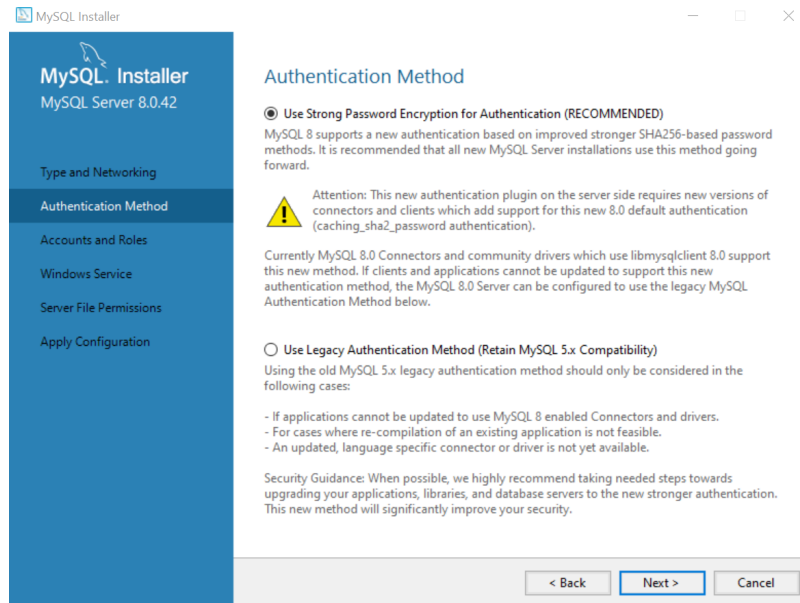 MySQL Installer
MySQL. Installer
MySQL Server 8.0.42
Type and Networking
Authentication Method
Accounts and Roles
Windows Service
Server File Permissions
Apply Configuration
Authentication Method
Use Strong Password Encryption for Authentication (RECOMMENDED)
MySQL 8 supports a new authentication based on improved stronger SHA256-based password
methods. It is recommended that all new MySQL Server installations use this method going
forward.
Attention: This new authentication plugin on the server side requires new versions of
connectors and clients which add support for this new 8.0 default authentication
(caching_sha2_password authentication).
Currently MySQL 8.0 Connectors and community drivers which use libmysqlclient 8.0 support
this new method. If clients and applications cannot be updated to support this new
authentication method, the MySQL 8.0 Server can be configured to use the legacy MySQL
Authentication Method below.
Use Legacy Authentication Method (Retain MySQL 5.x Compatibility)
Using the old MySQL 5.x legacy authentication method should only be considered in the
following cases:
- If applications cannot be updated to use MySQL 8 enabled Connectors and drivers.
- For cases where re-compilation of an existing application is not feasible.
- An updated, language specific connector or driver is not yet available.
Security Guidance: When possible, we highly recommend taking needed steps towards
upgrading your applications, libraries, and database servers to the new stronger authentication.
This new method will significantly improve your security.
< Back
Next >
Cancel